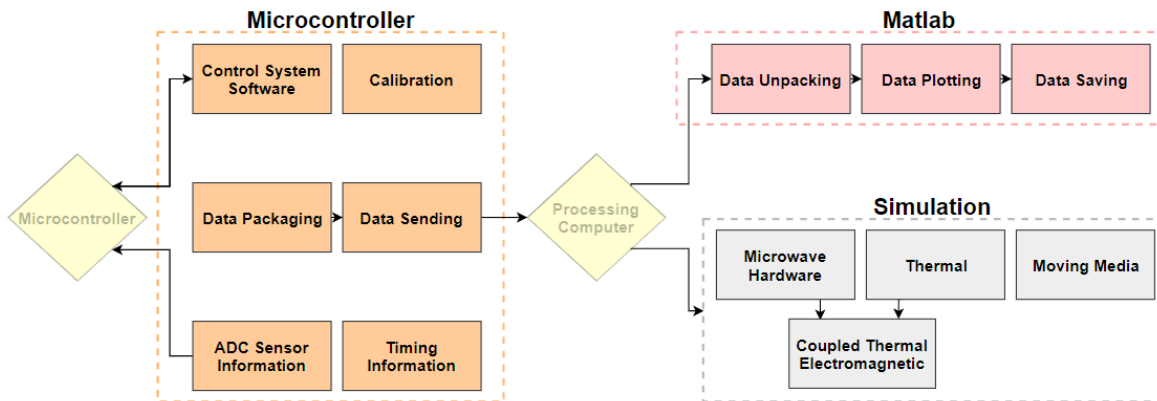 Microcontroller
Matlab
Control System
Software
Calibration
Data Unpacking
Data Plotting
Data Saving
Microcontroller
Data Packaging
Data Sending
Processing
Computer
Simulation
Microwave
Hardware
Thermal
Moving Media
ADC Sensor
Information
Timing
Information
Coupled Thermal
Electromagnetic